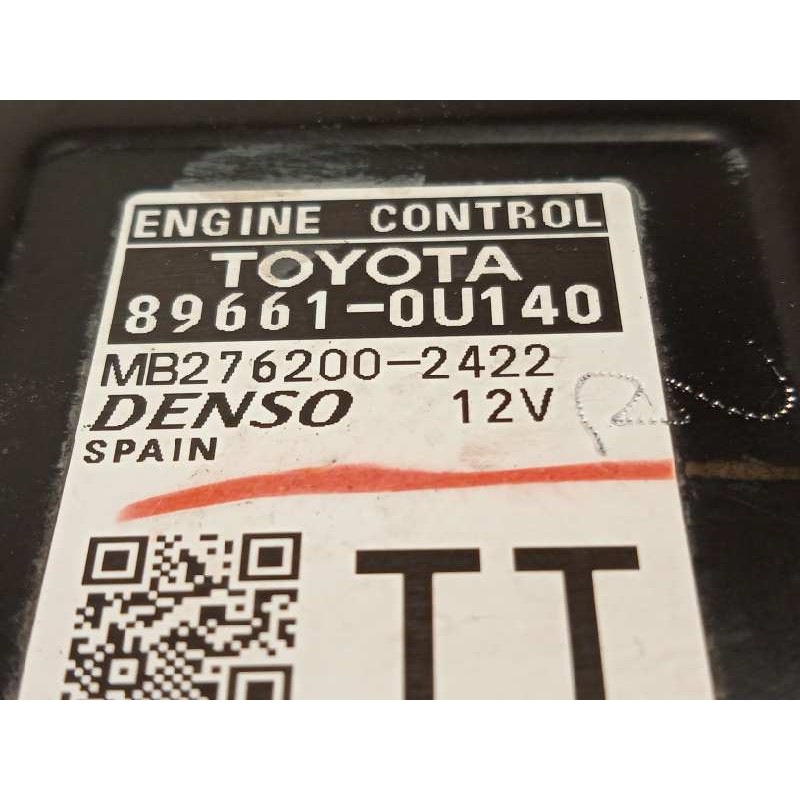 ENGINE CONTROL
TOYOTA
89661-0U140
MB276200-2422
DENSO 12V
SPAIN
TT